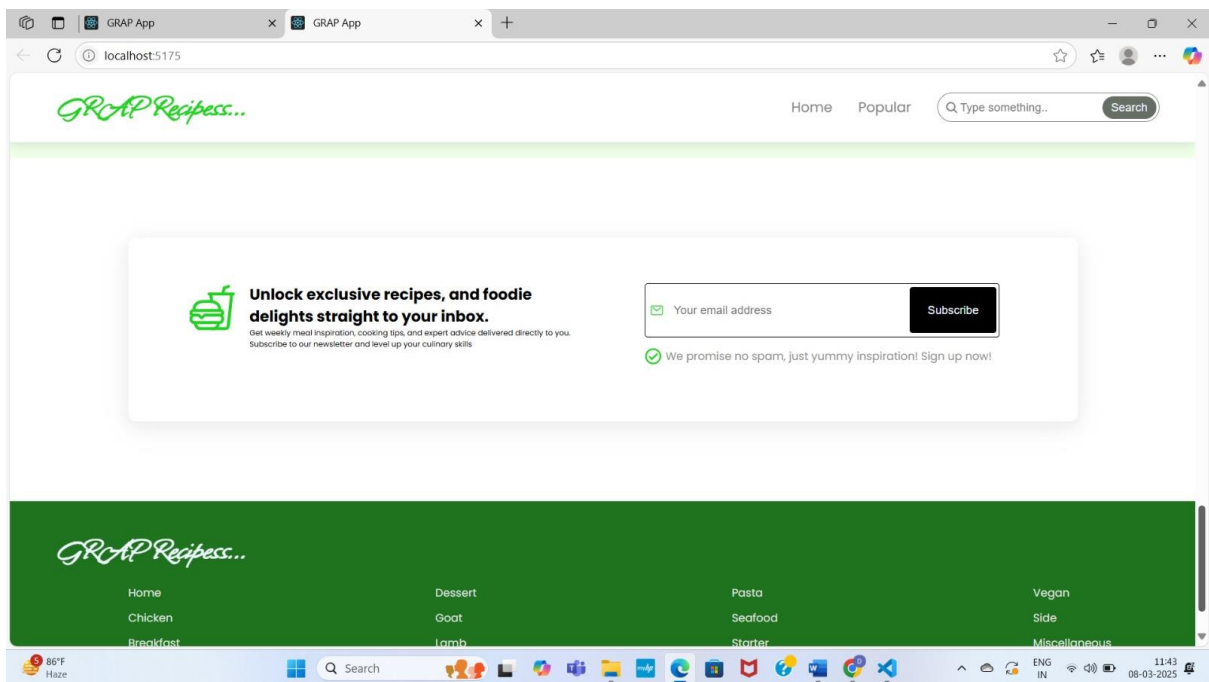 GRAP App
GRAP App
localhost:5175
GRAP Recipess...
Home
Popular
Type something..
Search
Unlock exclusive recipes, and foodie
delights straight to your inbox.
Get weekly meal inspiration, cooking tips, and expert advice delivered directly to you.
Subscribe to our newsletter and level up your culinary skills
Your email address
Subscribe
We promise no spam, just yummy inspiration! Sign up now!
GRAP Recipess...
Home Dessert Pasta Vegan
Chicken Goat Seafood Side
Breakfast Lamb Starter Miscellaneous
5
86°F
Haze
Search
ENG
IN
11:43
08-03-2025